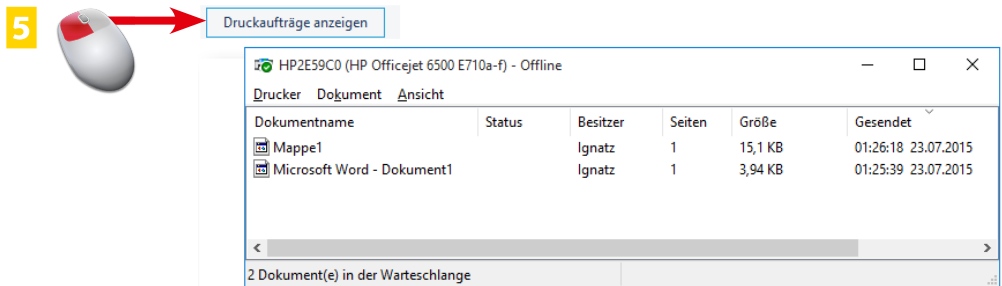 5
Druckaufträge anzeigen
HP2E59C0 (HP Officejet 6500 E710a-f) - Offline
Drucker Dokument Ansicht
Dokumentname Status Besitzer Seiten Größe Gesendet
Mappe1 Ignatz 1 15,1 KB 01:26:18 23.07.2015
Microsoft Word - Dokument1 Ignatz 1 3,94 KB 01:25:39 23.07.2015
2 Dokument(e) in der Warteschlange